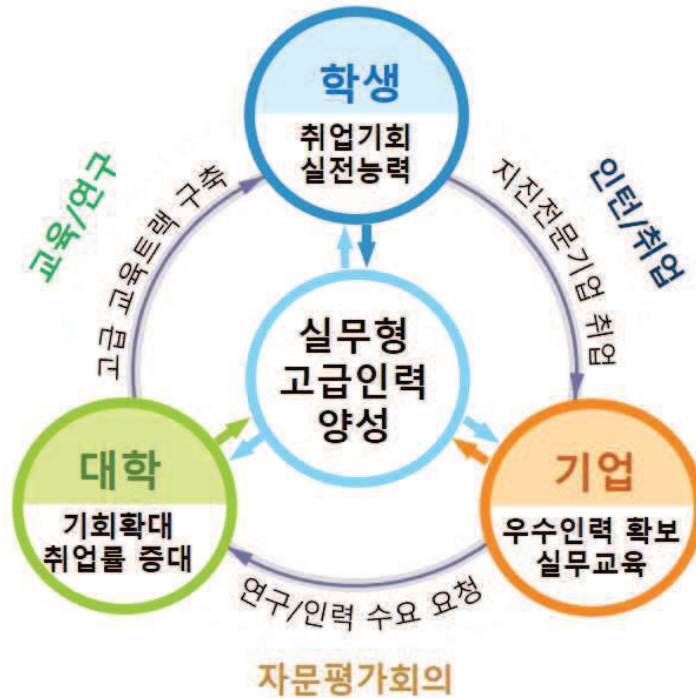 학생
취업기회
실전능력
교육/연구
고급 교육트랙 구축
지진전문기업 취업
인턴/취업
실무형
고급인력
양성
대학
기회확대
취업률 증대
기업
우수인력 확보
실무교육
연구/인력 수요 요청
자문평가회의